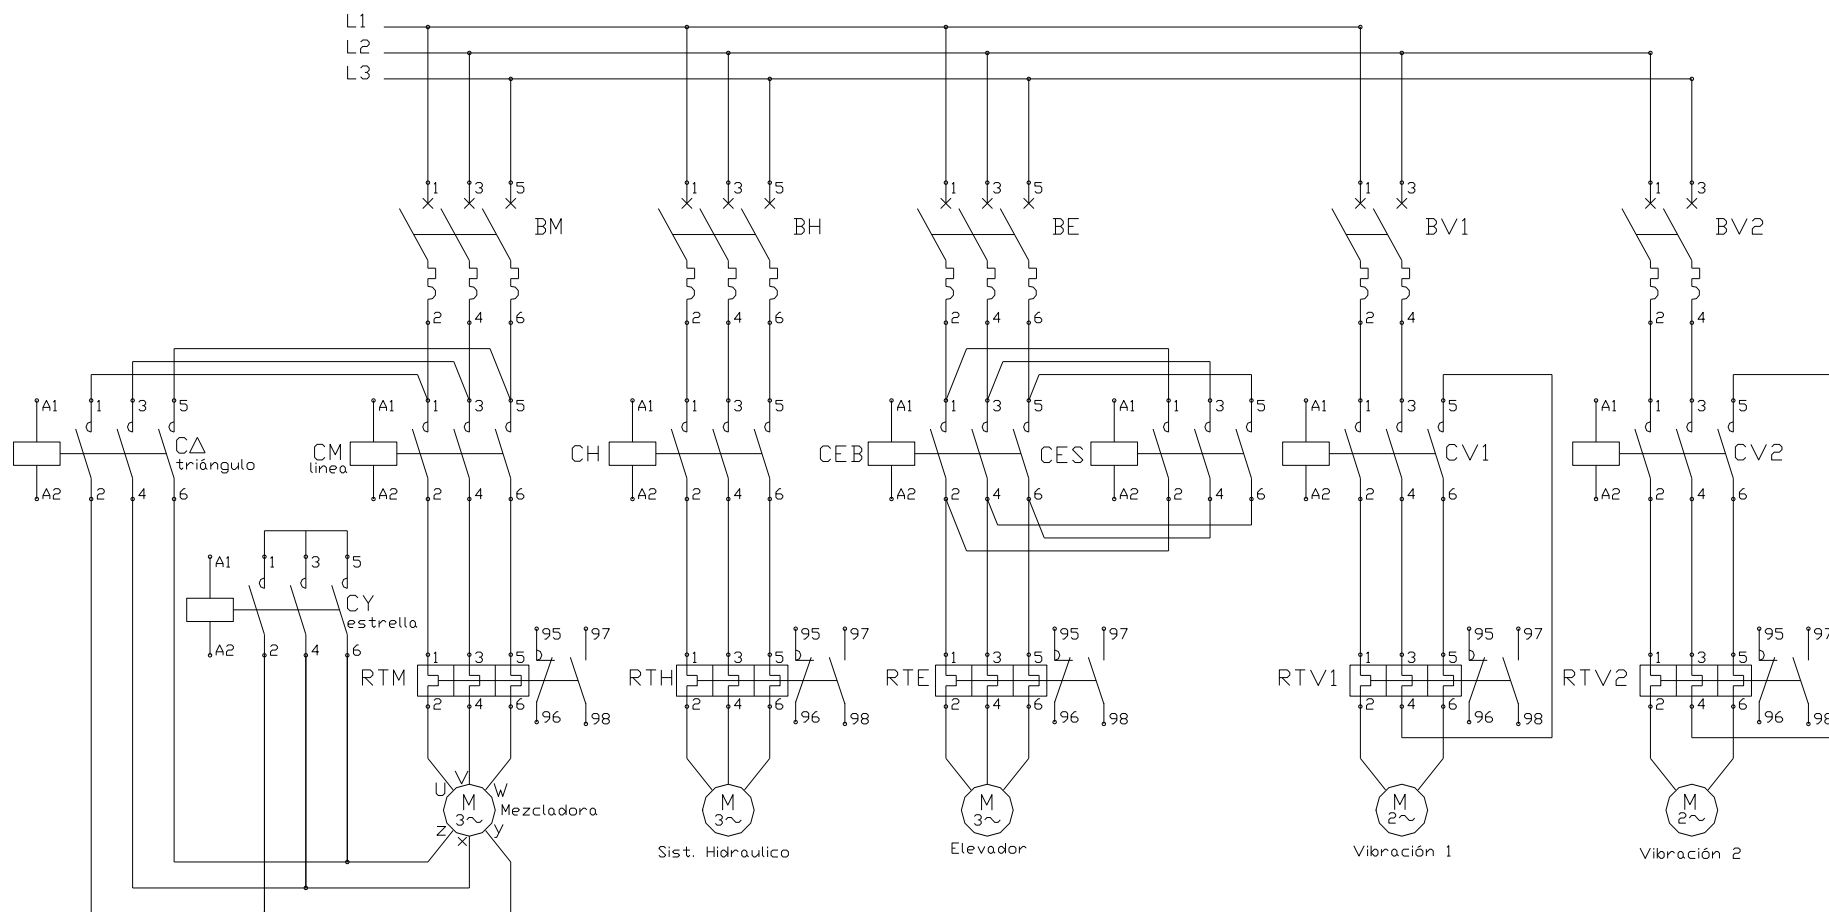 L1
L2
L3
1 3 5 1 3 5 1 3 5 1 3 1 3
BM BH BE BV1 BV2
2 4 6 2 4 6 2 4 6 2 4 2 4
A1 1 3 5 A1 1 3 5 A1 1 3 5 A1 1 3 5 A1 1 3 5 A1 1 3 5 A1 1 3 5
C∆ CM CH CEB CES CV1 CV2
triángulo línea
A2 2 4 6 A2 2 4 6 A2 2 4 6 A2 2 4 6 A2 2 4 6 A2 2 4 6 A2 2 4 6
A1 1 3 5
CY
estrella
A2 2 4 6
95 97 95 97 95 97 95 97 95 97
1 3 5 1 3 5 1 3 5 1 3 5 1 3 5
RTM RTH RTE RTV1 RTV2
2 4 6 2 4 6 2 4 6 2 4 6 2 4 6
96 98 96 98 96 98 96 98 96 98
U V W
M M M M M
3~ 3~ 3~ 2~ 2~
Mezcladora
z x y
Sist. Hidraulico Elevador Vibración 1 Vibración 2